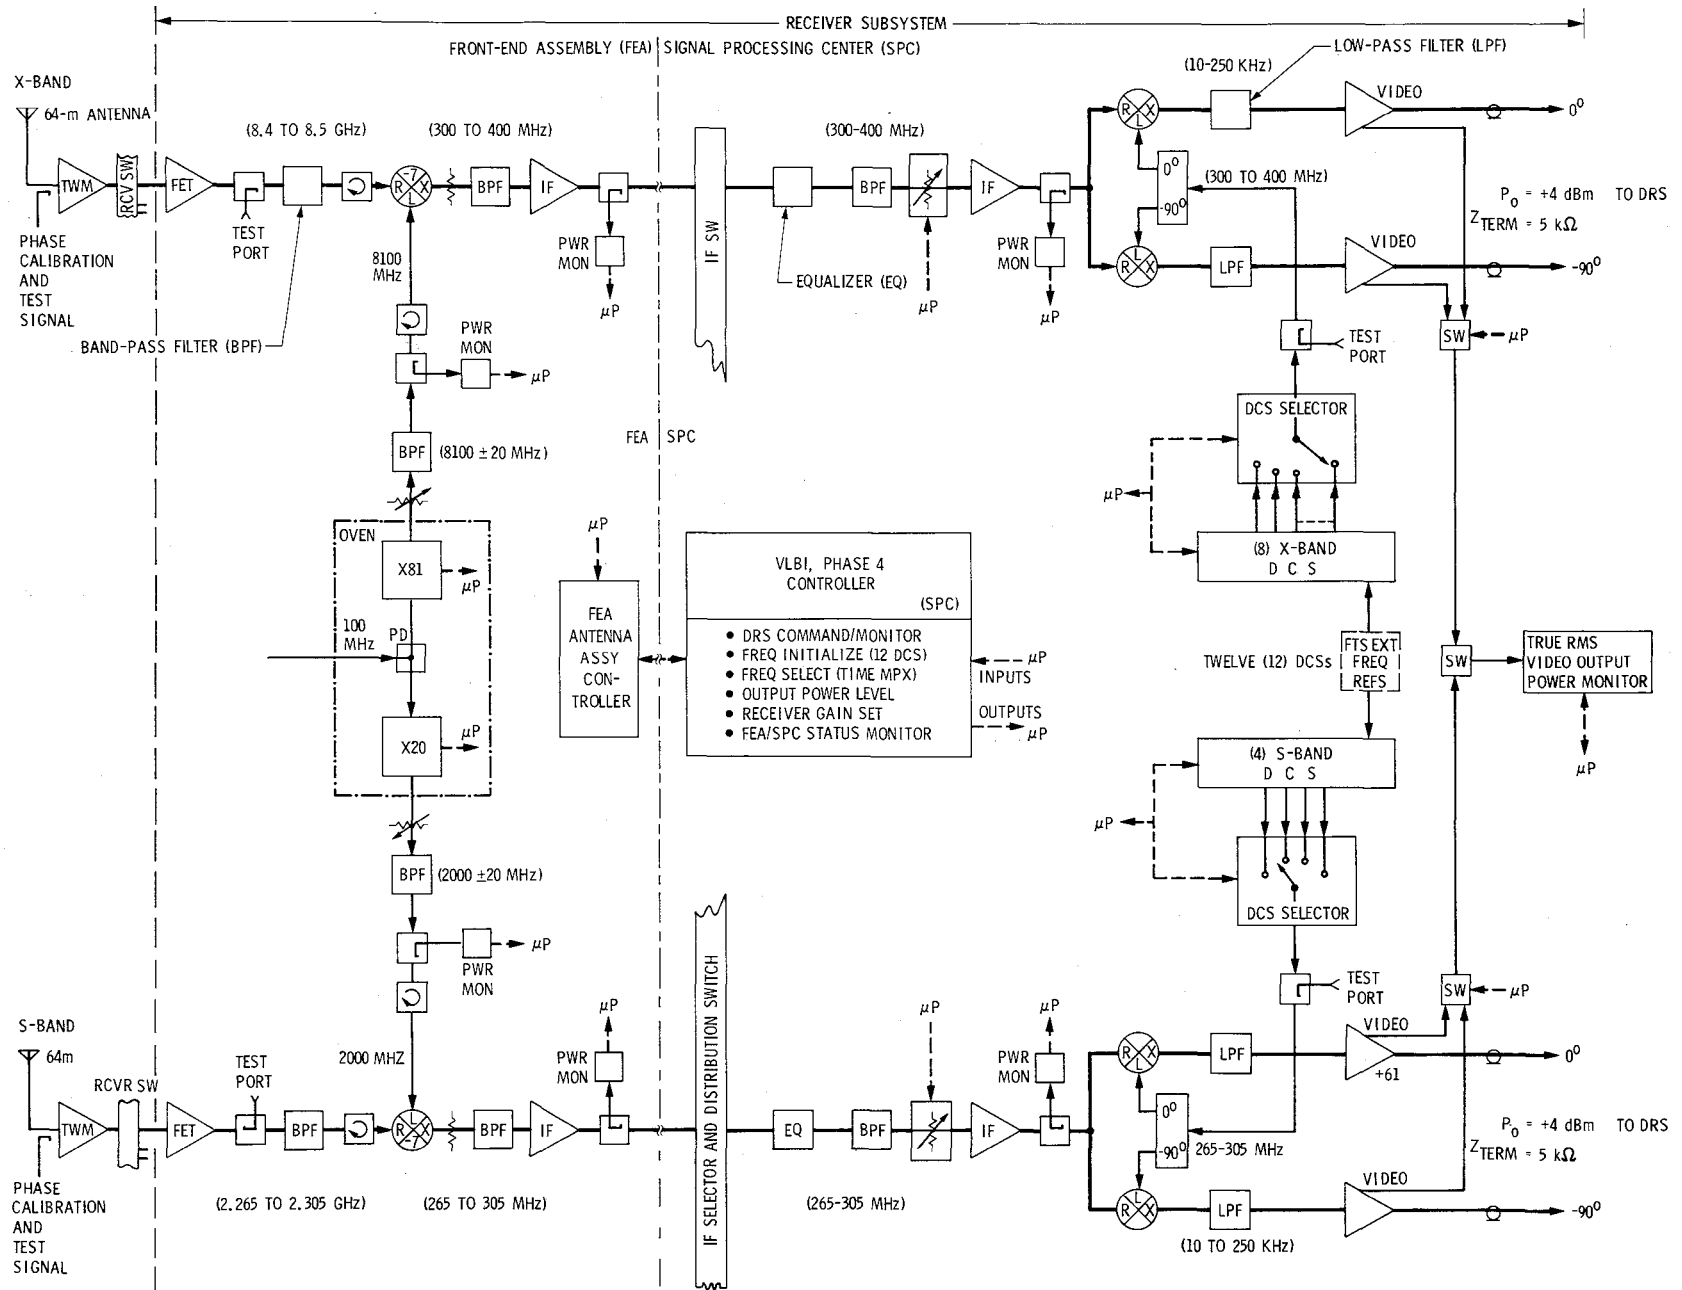 RECEIVER SUBSYSTEM
FRONT-END ASSEMBLY (FEA)
SIGNAL PROCESSING CENTER (SPC)
LOW-PASS FILTER (LPF)
X-BAND
64-m ANTENNA
(8.4 TO 8.5 GHz)
(300 TO 400 MHz)
(300-400 MHz)
(10-250 KHz)
VIDEO
0°
TWM
RCV SW
FET
TEST
PORT
R
-7
L
X
BPF
IF
PWR
MON
µP
IF SW
BPF
µP
IF
PWR
MON
µP
R
L
X
0°
-90°
(300 TO 400 MHz)
R
L
X
LPF
VIDEO
-90°
P₀ = +4 dBm TO DRS
Z TERM = 5 kΩ
PHASE
CALIBRATION
AND
TEST
SIGNAL
BAND-PASS FILTER (BPF)
EQUALIZER (EQ)
8100
MHz
PWR
MON
µP
TEST
PORT
SW
µP
BPF
(8100 ± 20 MHz)
FEA
SPC
DCS SELECTOR
µP
(8) X-BAND
D C S
OVEN
X81
µP
100
MHz
PD
X20
µP
µP
FEA
ANTENNA
ASSY
CON-
TROLLER
VLBI, PHASE 4
CONTROLLER
(SPC)
• DRS COMMAND/MONITOR
• FREQ INITIALIZE (12 DCS)
• FREQ SELECT (TIME MPX)
• OUTPUT POWER LEVEL
• RECEIVER GAIN SET
• FEA/SPC STATUS MONITOR
µP
INPUTS
OUTPUTS
µP
TWELVE (12) DCSs
FTS EXT
FREQ
REFS
SW
TRUE RMS
VIDEO OUTPUT
POWER MONITOR
µP
(4) S-BAND
D C S
µP
DCS SELECTOR
BPF
(2000 ±20 MHz)
PWR
MON
µP
2000 MHZ
TEST
PORT
SW
µP
IF SELECTOR AND DISTRIBUTION SWITCH
S-BAND
64m
RCVR SW
TWM
FET
TEST
PORT
BPF
R
L
X
-7
BPF
IF
PWR
MON
µP
EQ
BPF
µP
IF
PWR
MON
µP
R
L
X
LPF
VIDEO
+61
0°
0°
-90°
265-305 MHz
R
L
X
LPF
VIDEO
-90°
P₀ = +4 dBm TO DRS
Z TERM = 5 kΩ
PHASE
CALIBRATION
AND
TEST
SIGNAL
(2.265 TO 2.305 GHz)
(265 TO 305 MHz)
(265-305 MHz)
(10 TO 250 KHz)